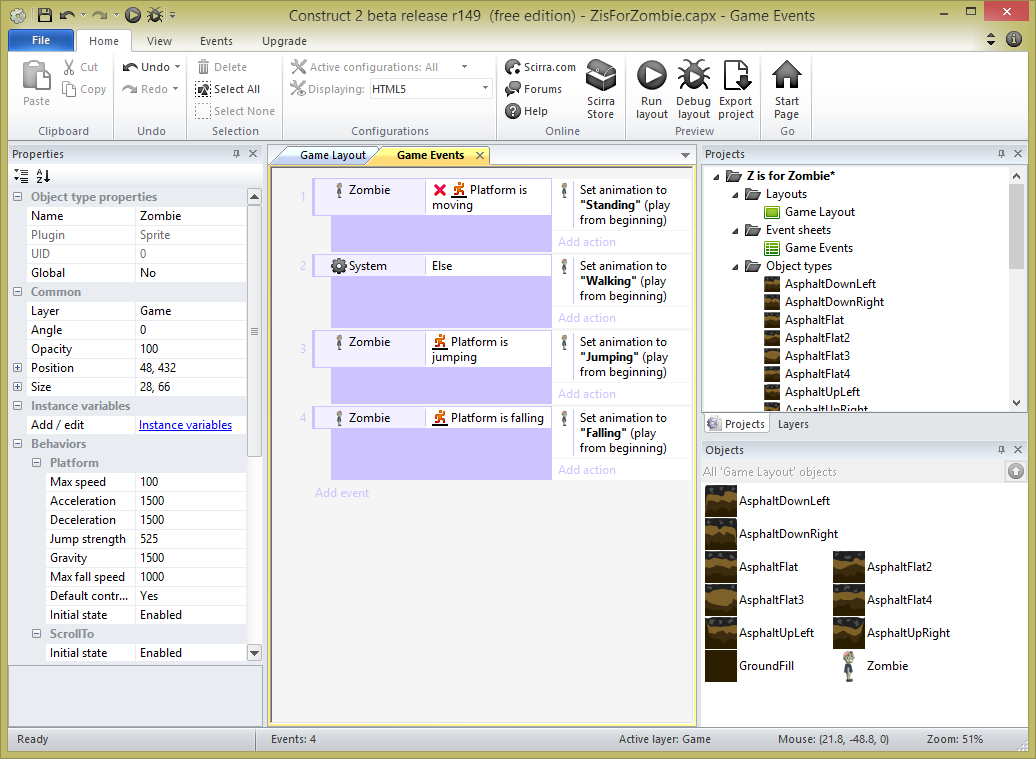 Construct 2 beta release r149 (free edition) - ZisForZombie.capx - Game Events
File Home View Events Upgrade
Paste
Cut
Copy
Clipboard
Undo
Redo
Undo
Delete
Select All
Select None
Selection
Active configurations: All
Displaying: HTML5
Configurations
Scirra.com
Forums
Help
Scirra Store
Online
Run layout
Debug layout
Export project
Preview
Start Page
Go
Properties
Object type properties
Name Zombie
Plugin Sprite
UID 0
Global No
Common
Layer Game
Angle 0
Opacity 100
Position 48, 432
Size 28, 66
Instance variables
Add / edit Instance variables
Behaviors
Platform
Max speed 100
Acceleration 1500
Deceleration 1500
Jump strength 525
Gravity 1500
Max fall speed 1000
Default contr... Yes
Initial state Enabled
ScrollTo
Initial state Enabled
Game Layout Game Events
1 Zombie Platform is moving
Set animation to "Standing" (play from beginning)
Add action
2 System Else
Set animation to "Walking" (play from beginning)
Add action
3 Zombie Platform is jumping
Set animation to "Jumping" (play from beginning)
Add action
4 Zombie Platform is falling
Set animation to "Falling" (play from beginning)
Add action
Add event
Projects
Z is for Zombie*
Layouts
Game Layout
Event sheets
Game Events
Object types
AsphaltDownLeft
AsphaltDownRight
AsphaltFlat
AsphaltFlat2
AsphaltFlat3
AsphaltFlat4
AsphaltUpLeft
AsphaltUpRight
Projects Layers
Objects
All 'Game Layout' objects
AsphaltDownLeft
AsphaltDownRight
AsphaltFlat AsphaltFlat2
AsphaltFlat3 AsphaltFlat4
AsphaltUpLeft AsphaltUpRight
GroundFill Zombie
Ready Events: 4 Active layer: Game Mouse: (21.8, -48.8, 0) Zoom: 51%